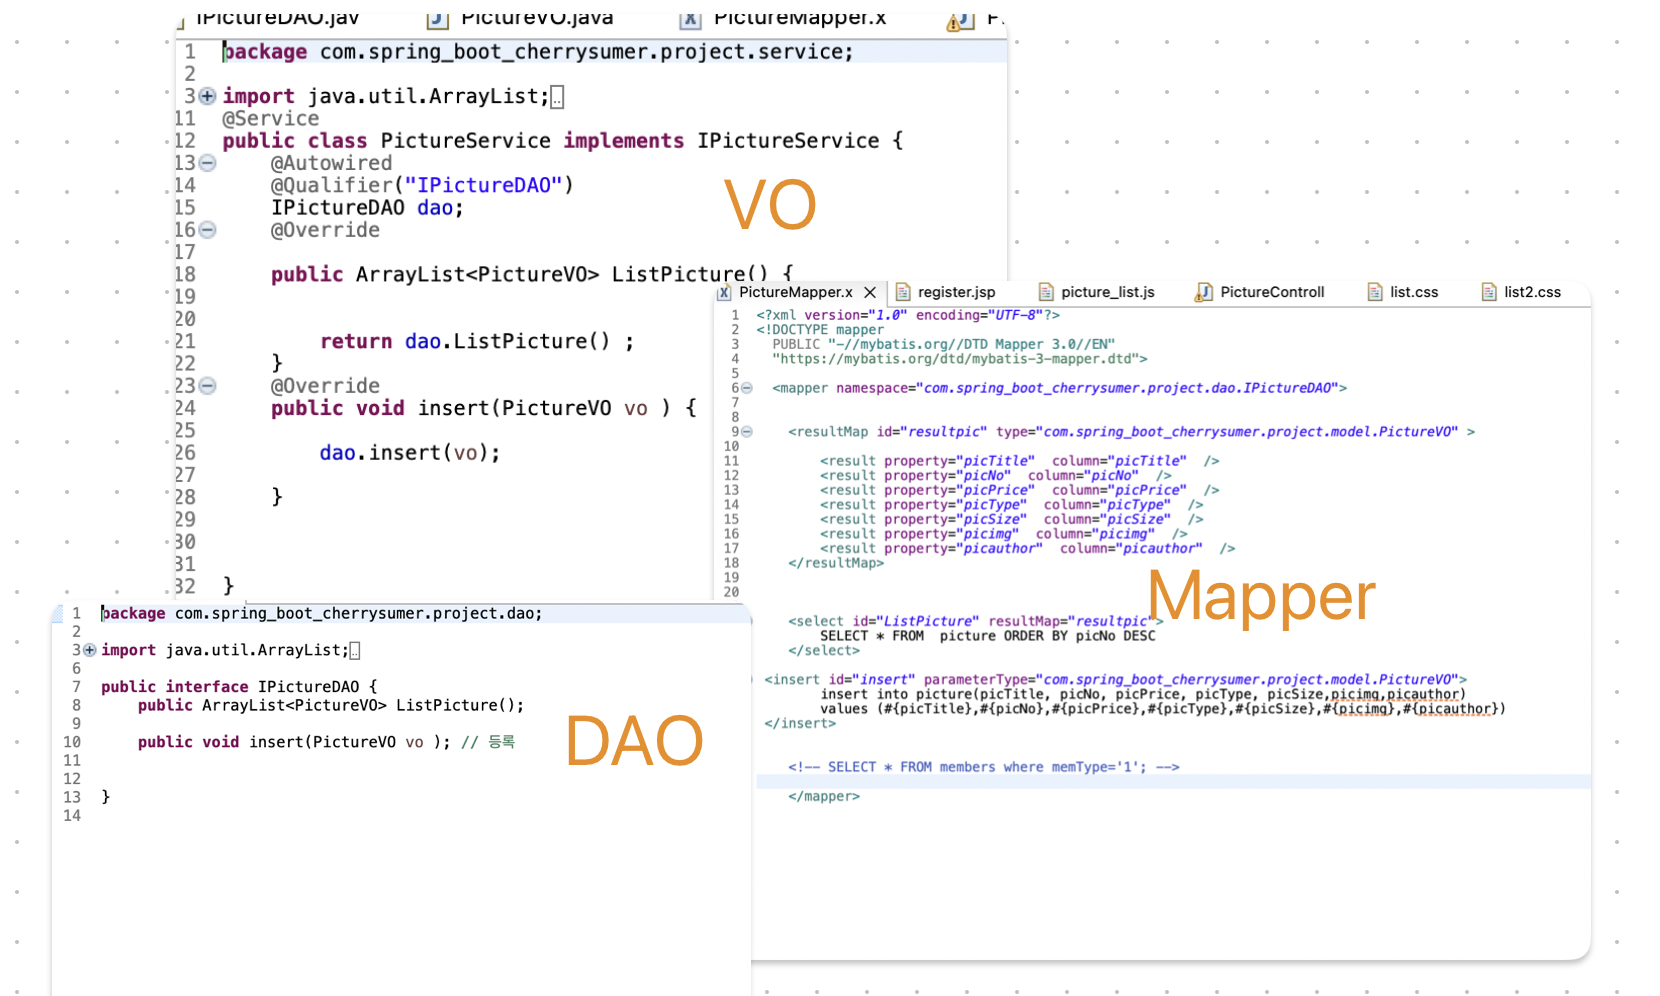 IPictureDAO.jav PictureVO.java PictureMapper.x
1 package com.spring_boot_cherrysumer.project.service;
2
3 import java.util.ArrayList;
11 @Service
12 public class PictureService implements IPictureService {
13 @Autowired
14 @Qualifier("IPictureDAO")
15 IPictureDAO dao;
16 @Override
17
18 public ArrayList<PictureVO> ListPicture() {
19
20
21 return dao.ListPicture() ;
22 }
23 @Override
24 public void insert(PictureVO vo ) {
25
26 dao.insert(vo);
27
28 }
29
30
31
32 }
VO
PictureMapper.x register.jsp picture_list.js PictureControll list.css list2.css
1 <?xml version="1.0" encoding="UTF-8"?>
2 <!DOCTYPE mapper
3 PUBLIC "-//mybatis.org//DTD Mapper 3.0//EN"
4 "https://mybatis.org/dtd/mybatis-3-mapper.dtd">
5
6 <mapper namespace="com.spring_boot_cherrysumer.project.dao.IPictureDAO">
7
8
9 <resultMap id="resultpic" type="com.spring_boot_cherrysumer.project.model.PictureVO" >
10
11 <result property="picTitle" column="picTitle" />
12 <result property="picNo" column="picNo" />
13 <result property="picPrice" column="picPrice" />
14 <result property="picType" column="picType" />
15 <result property="picSize" column="picSize" />
16 <result property="picimg" column="picimg" />
17 <result property="picauthor" column="picauthor" />
18 </resultMap>
19
20
Mapper
<select id="ListPicture" resultMap="resultpic">
SELECT * FROM picture ORDER BY picNo DESC
</select>
<insert id="insert" parameterType="com.spring_boot_cherrysumer.project.model.PictureVO">
insert into picture(picTitle, picNo, picPrice, picType, picSize,picimg,picauthor)
values (#{picTitle},#{picNo},#{picPrice},#{picType},#{picSize},#{picimg},#{picauthor})
</insert>
<!-- SELECT * FROM members where memType='1'; -->
</mapper>
1 package com.spring_boot_cherrysumer.project.dao;
2
3 import java.util.ArrayList;
6
7 public interface IPictureDAO {
8 public ArrayList<PictureVO> ListPicture();
9
10 public void insert(PictureVO vo ); // 등록
11
12
13 }
14
DAO